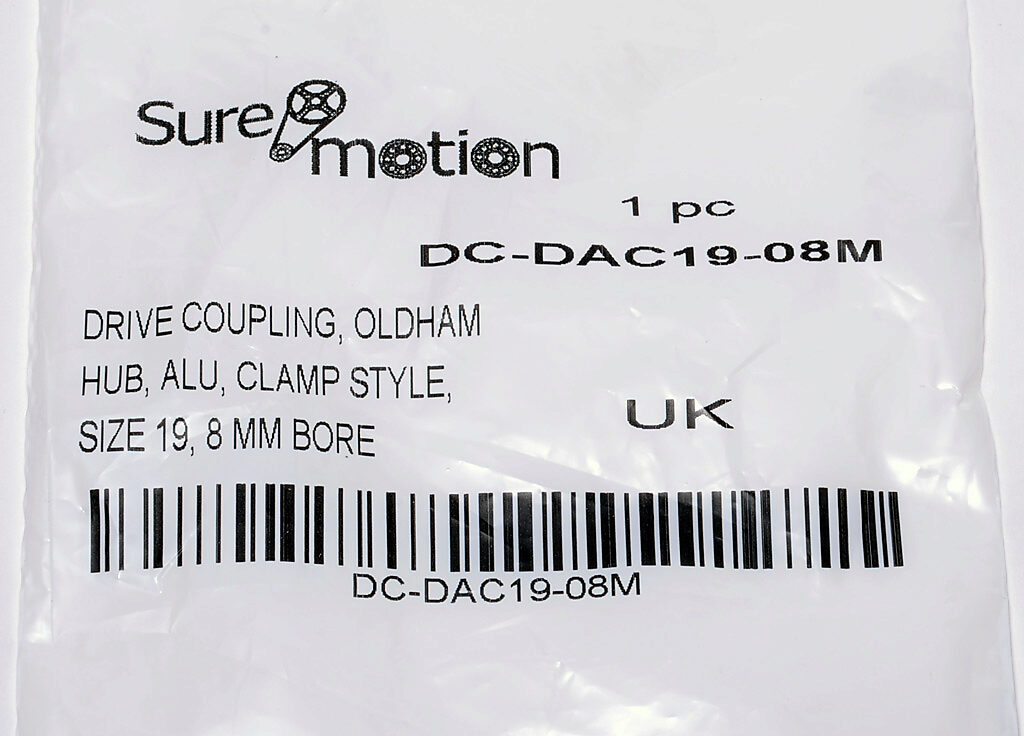 Sure motion
1 pc
DC-DAC19-08M
DRIVE COUPLING, OLDHAM
HUB, ALU, CLAMP STYLE,
SIZE 19, 8 MM BORE
UK
DC-DAC19-08M